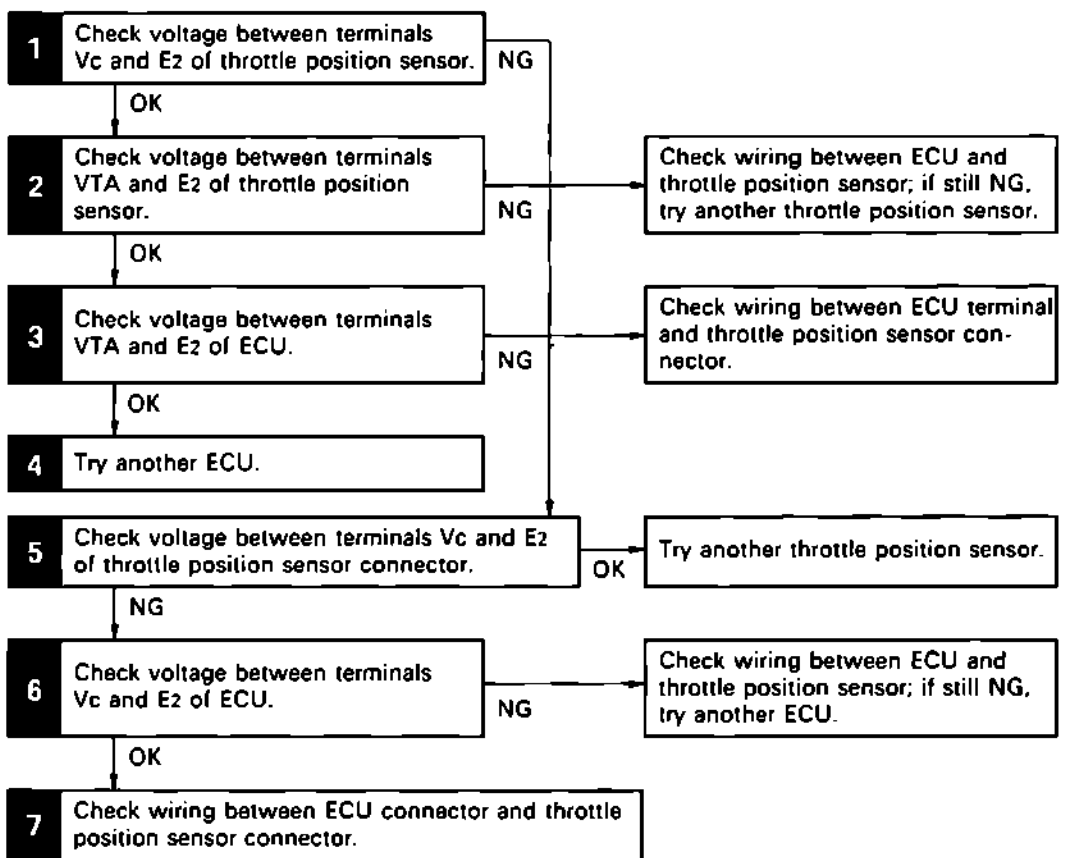 1
Check voltage between terminals
Vc and E2 of throttle position sensor.
NG
OK
2
Check voltage between terminals
VTA and E2 of throttle position
sensor.
NG
Check wiring between ECU and
throttle position sensor; if still NG,
try another throttle position sensor.
OK
3
Check voltage between terminals
VTA and E2 of ECU.
NG
Check wiring between ECU terminal
and throttle position sensor con-
nector.
OK
4
Try another ECU.
5
Check voltage between terminals Vc and E2
of throttle position sensor connector.
OK
Try another throttle position sensor.
NG
6
Check voltage between terminals
Vc and E2 of ECU.
NG
Check wiring between ECU and
throttle position sensor; if still NG,
try another ECU.
OK
7
Check wiring between ECU connector and throttle
position sensor connector.